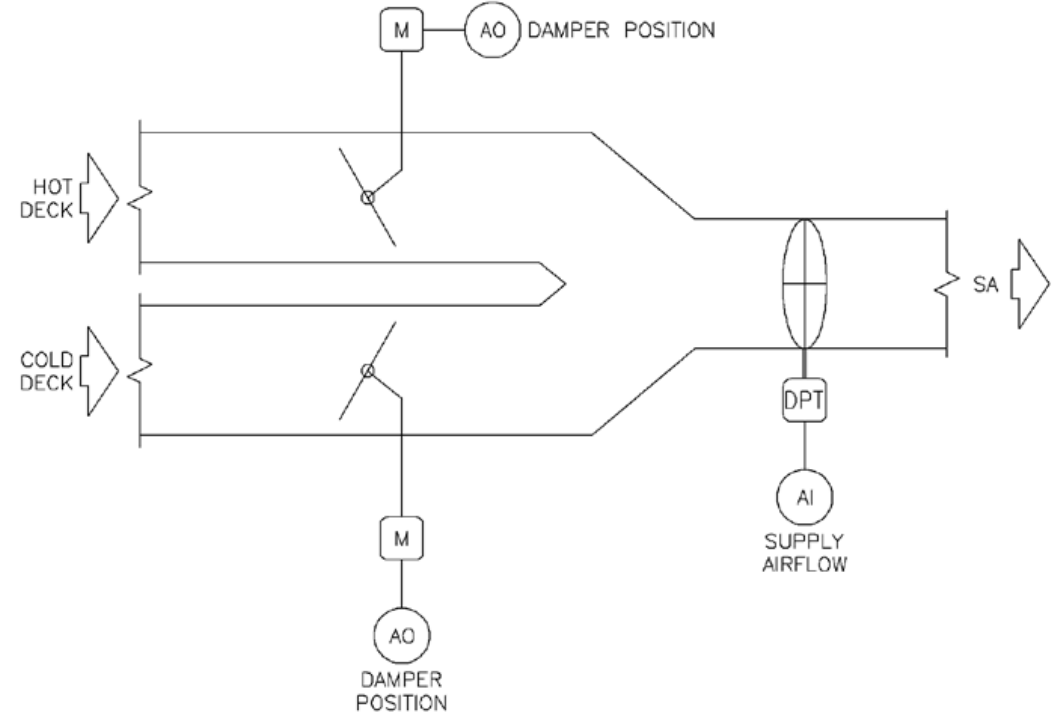 M
AO
DAMPER POSITION
HOT
DECK
SA
COLD
DECK
DPT
AI
SUPPLY
AIRFLOW
M
AO
DAMPER
POSITION